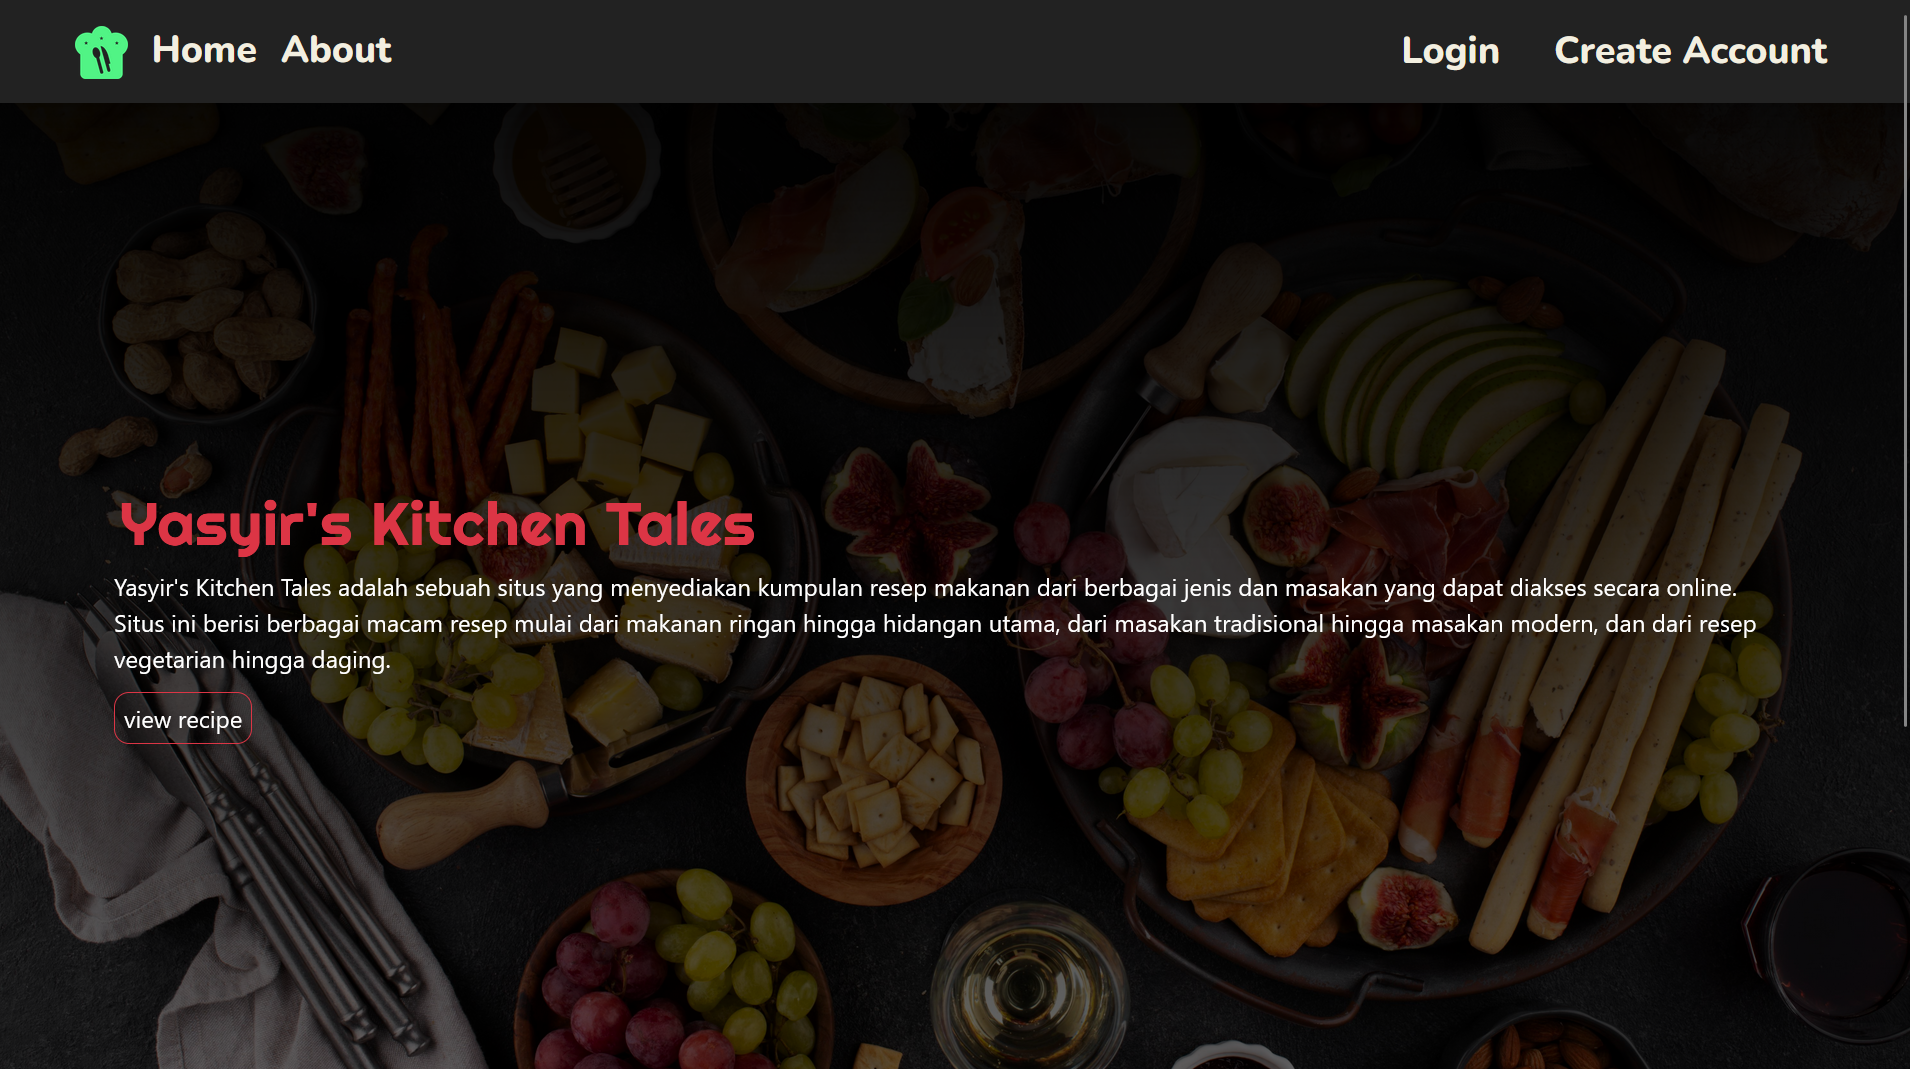 Home About Login Create Account
Yasyir's Kitchen Tales
Yasyir's Kitchen Tales adalah sebuah situs yang menyediakan kumpulan resep makanan dari berbagai jenis dan masakan yang dapat diakses secara online.
Situs ini berisi berbagai macam resep mulai dari makanan ringan hingga hidangan utama, dari masakan tradisional hingga masakan modern, dan dari resep
vegetarian hingga daging.
view recipe